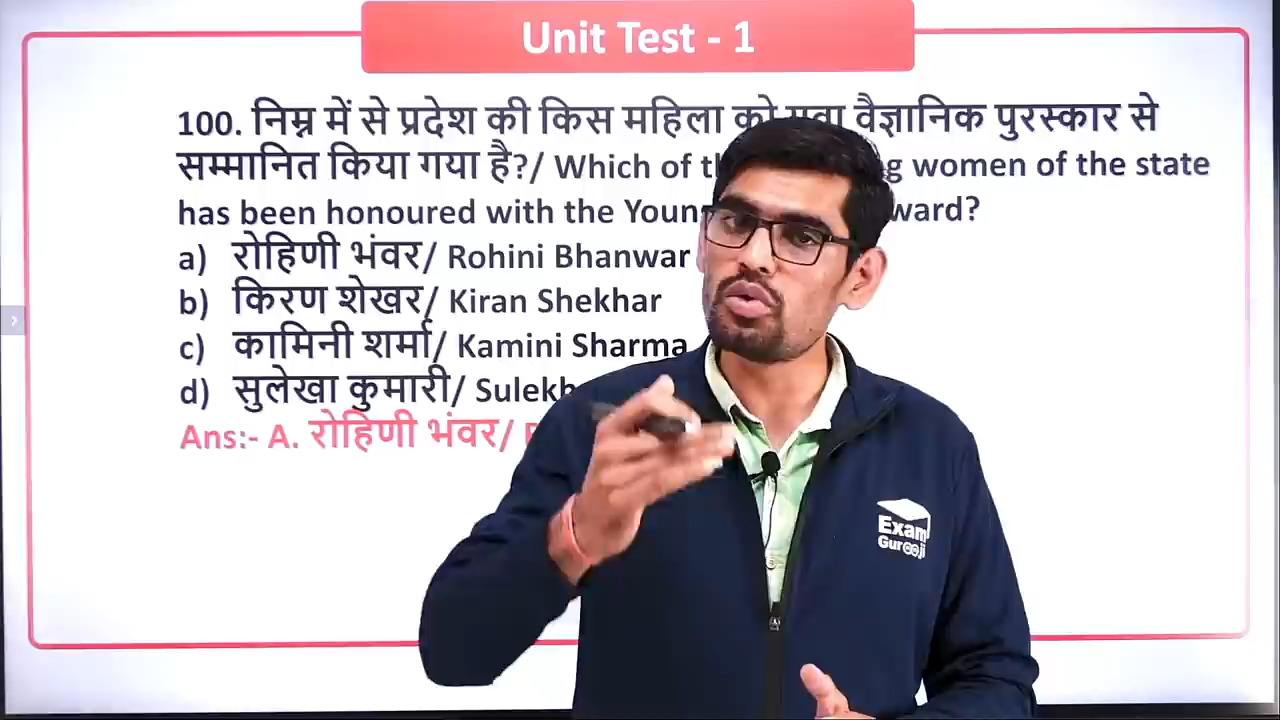 Unit Test - 1
100. निम्न में से प्रदेश की किस महिला को युवा वैज्ञानिक पुरस्कार से
सम्मानित किया गया है?/ Which of women of the state
has been honoured with the
a) रोहिणी भंवर/ Rohini Bhanwar
b) किरण शेखर/ Kiran Shekhar
c) कामिनी शर्मा/ Kamini Sharma
d) सुलेखा कुमारी/
Ans:- A. रोहिणी भंवर/
Exam
Gurooji